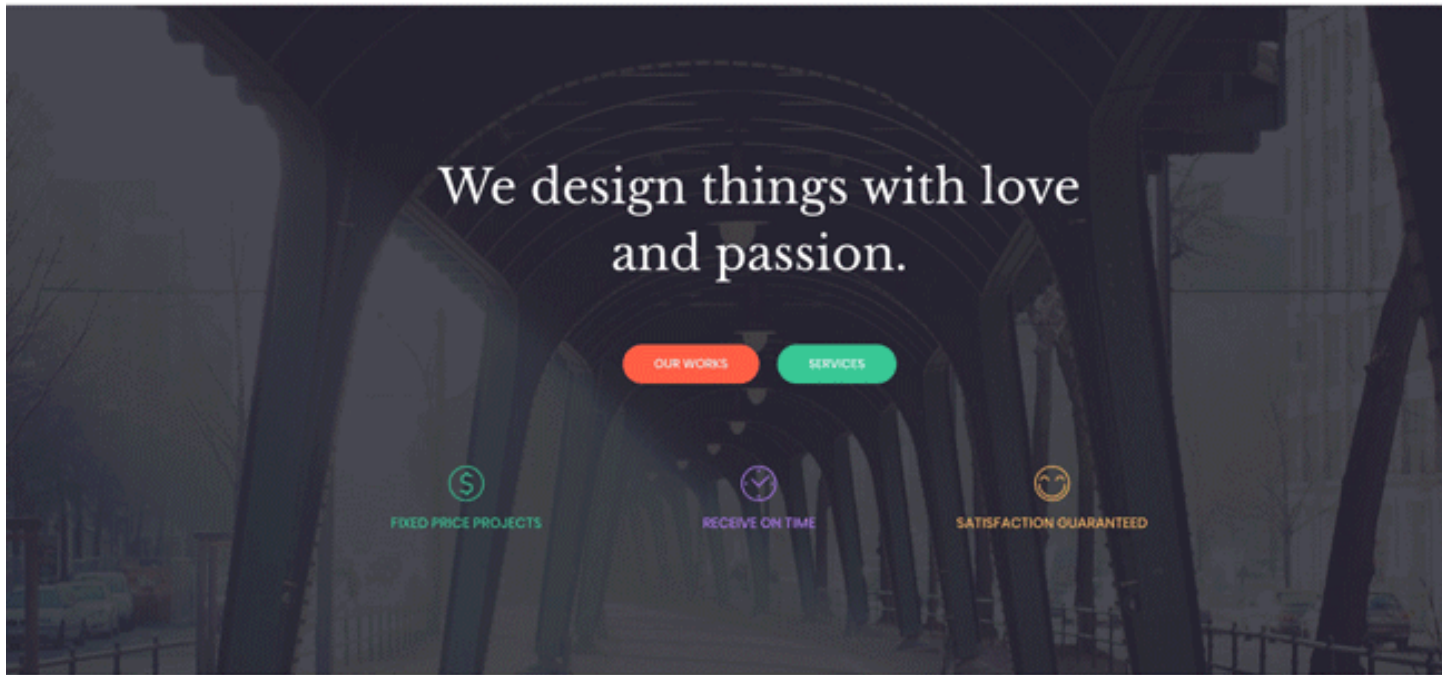 We design things with love
and passion.
OUR WORKS
SERVICES
FIXED PRICE PROJECTS
RECEIVE ON TIME
SATISFACTION GUARANTEED